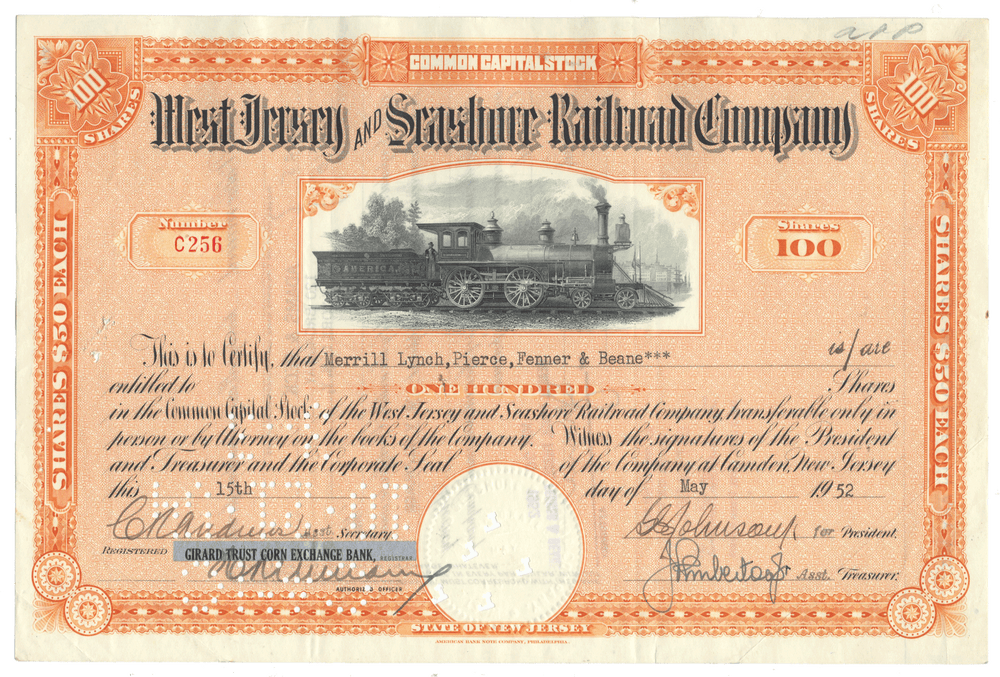 COMMON CAPITAL STOCK
100 SHARES
100 SHARES
West Jersey AND Seashore Railroad Company
SHARES $50 EACH
SHARES $50 EACH
Number
C256
Shares
100
AMERICA
This is to Certify, that Merrill Lynch,Pierce,Fenner & Beane*** is/are
entitled to ONE HUNDRED Shares
in the Common Capital Stock of the West Jersey and Seashore Railroad Company, transferable only in
person or by Attorney on the books of the Company. Witness the signatures of the President
and Treasurer and the Corporate Seal of the Company at Camden, New Jersey
this 15th day of May 1952
Asst. Secretary. for President.
REGISTERED
GIRARD TRUST CORN EXCHANGE BANK, REGISTRAR
Asst. Treasurer.
AUTHORIZED OFFICER
STATE OF NEW JERSEY
AMERICAN BANK NOTE COMPANY, PHILADELPHIA.